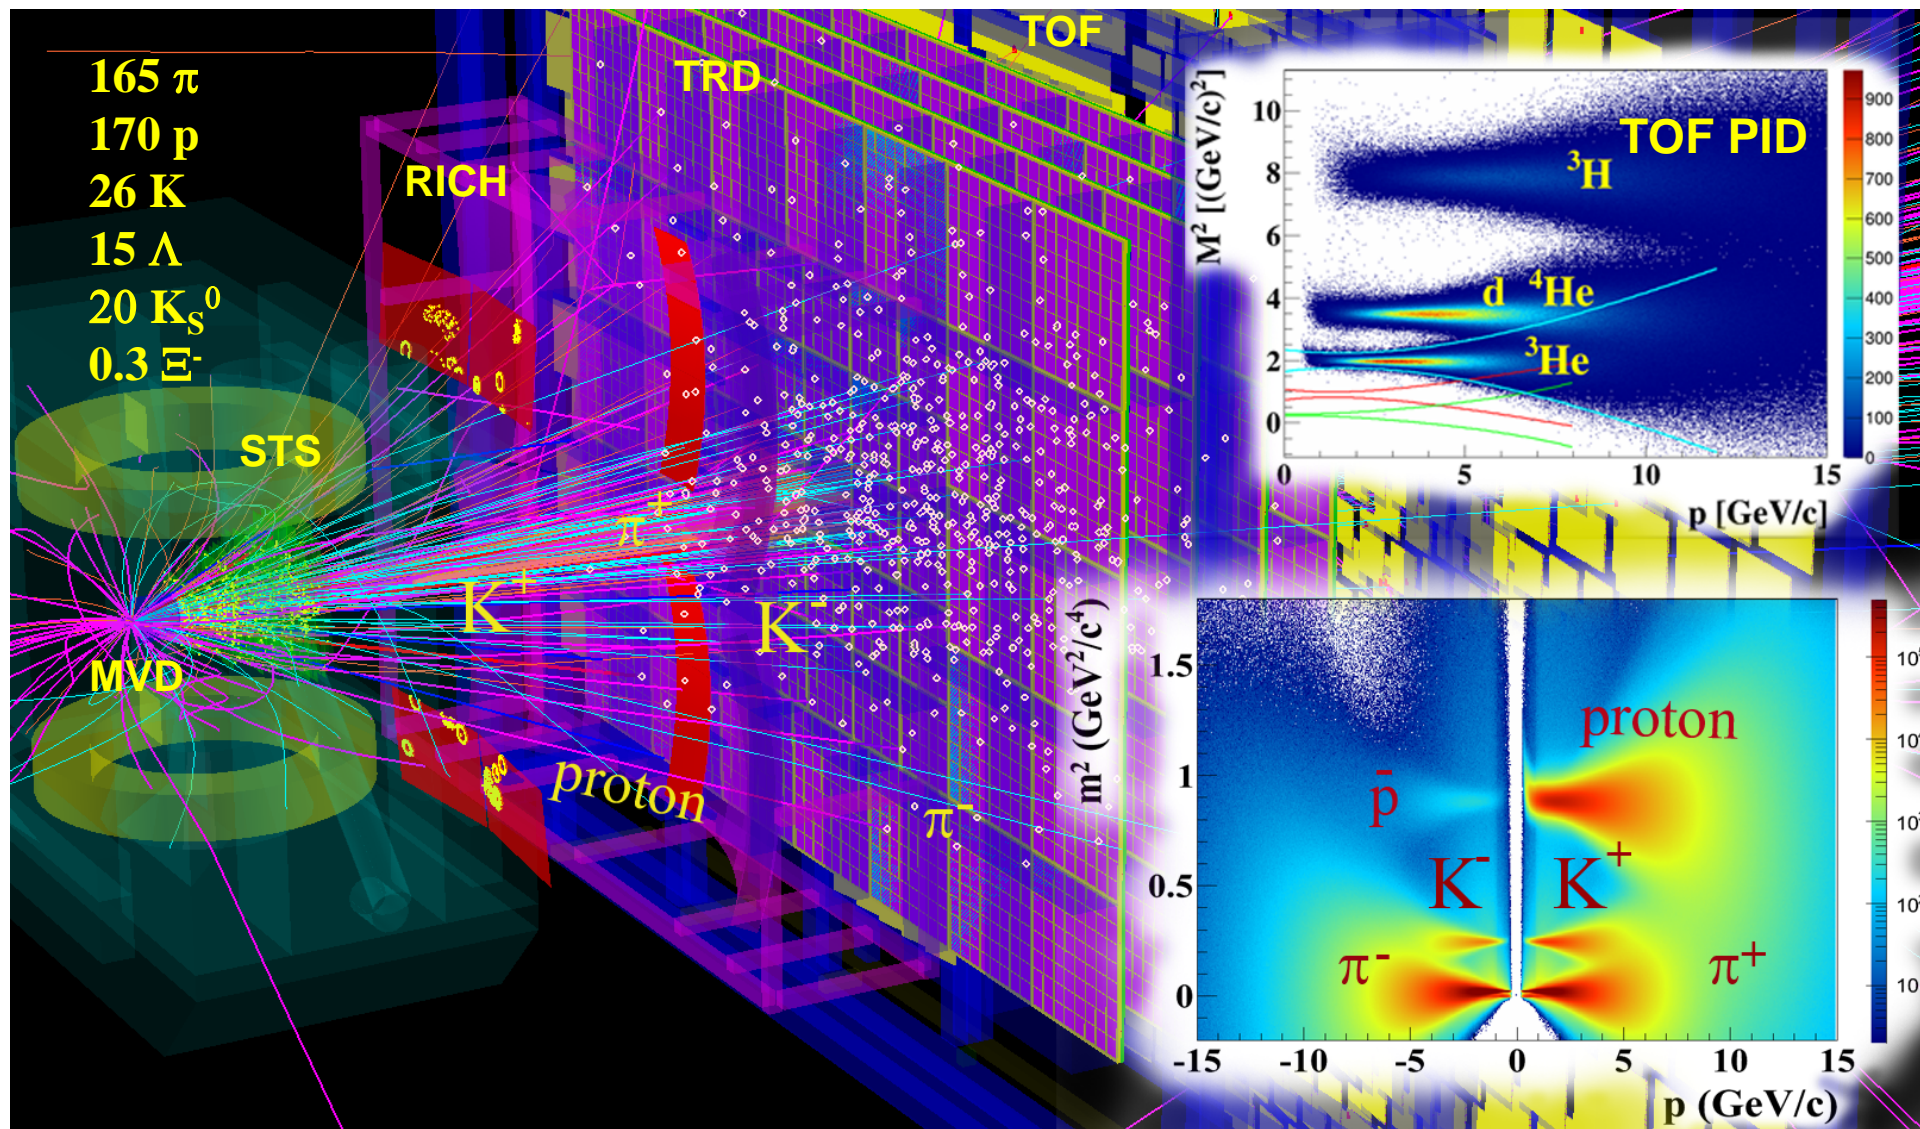 165 π
170 p
26 K
15 Λ
20 K_S^0
0.3 Ξ^-
TOF
TRD
RICH
STS
MVD
π^+
K^+
K^-
proton
π^-
TOF PID
M² [(GeV/c)²]
10
8
6
4
2
0
³H
d ⁴He
³He
0 5 10 15
p [GeV/c]
900
800
700
600
500
400
300
200
100
0
m² (GeV²/c⁴)
1.5
1
0.5
0
proton
p̄
K^- K^+
π^- π^+
-15 -10 -5 0 5 10 15
p (GeV/c)
10